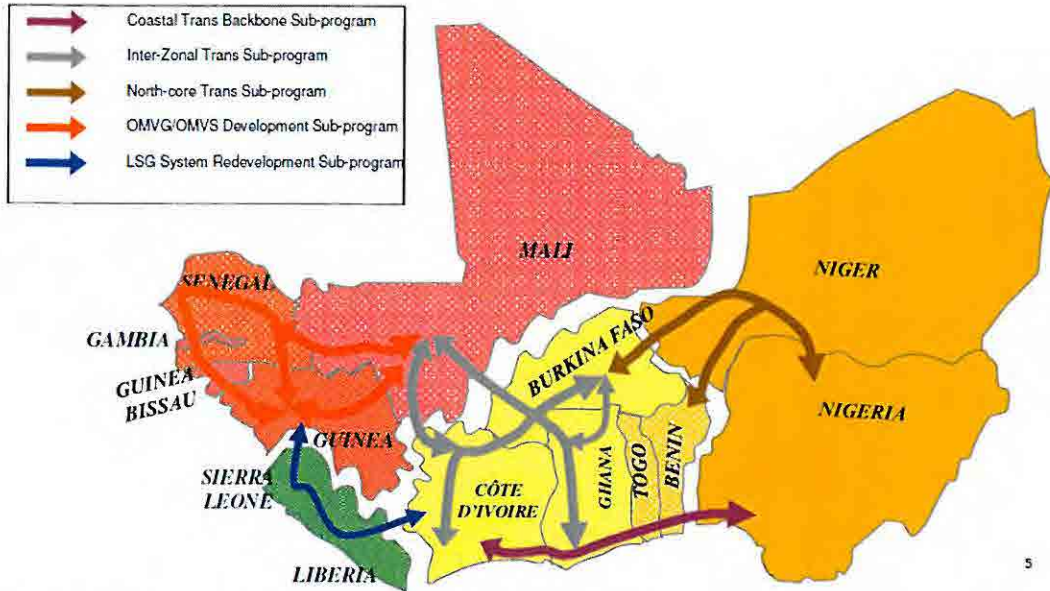 Coastal Trans Backbone Sub-program
Inter-Zonal Trans Sub-program
North-core Trans Sub-program
OMVG/OMVS Development Sub-program
LSG System Redevelopment Sub-program
MALI
NIGER
SENEGAL
GAMBIA
BURKINA FASO
GUINEA
BISSAU
NIGERIA
GUINEA
GHANA
TOGO
BENIN
SIERRA
LEONE
CÔTE
D'IVOIRE
LIBERIA
5